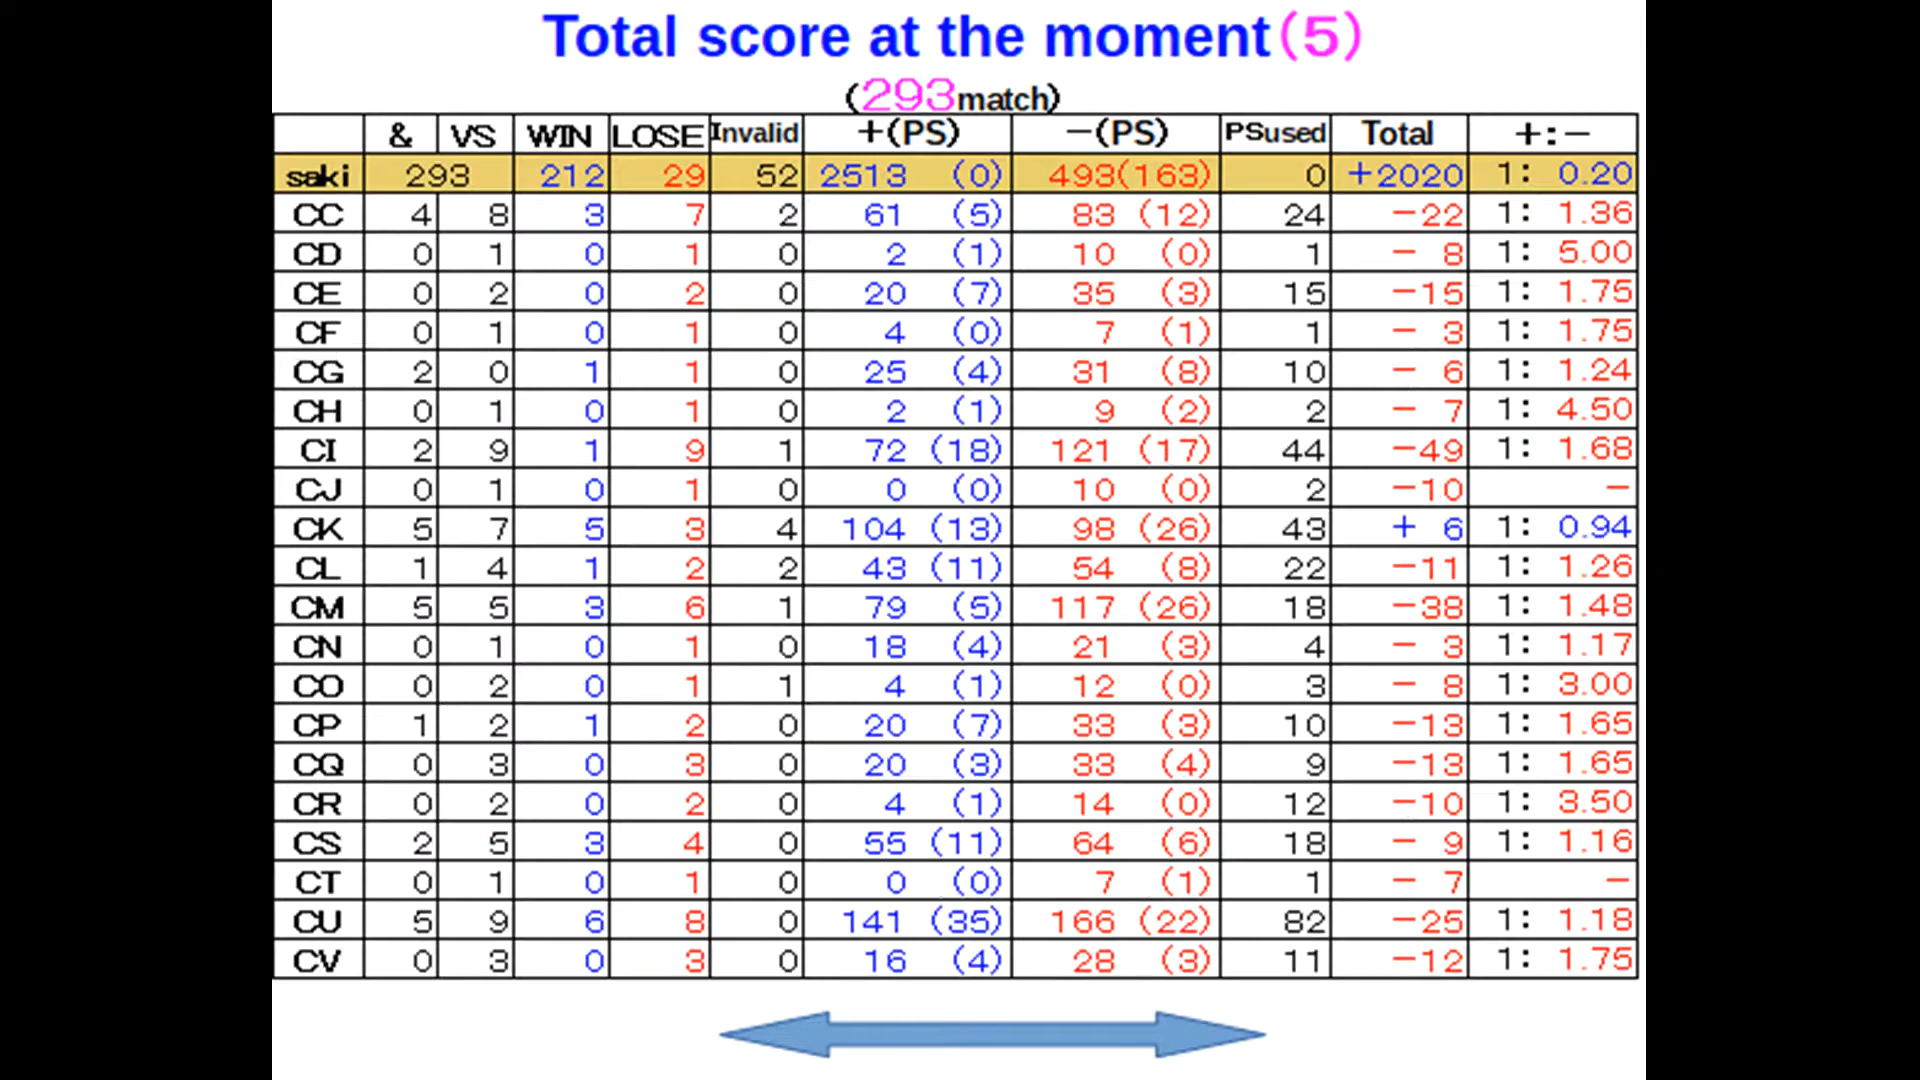 Total score at the moment(5)
(293match)
& VS WIN LOSE Invalid +(PS) −(PS) PSused Total +:−
saki 293 212 29 52 2513 (0) 493(163) 0 +2020 1: 0.20
CC 4 8 3 7 2 61 (5) 83 (12) 24 −22 1: 1.36
CD 0 1 0 1 0 2 (1) 10 (0) 1 − 8 1: 5.00
CE 0 2 0 2 0 20 (7) 35 (3) 15 −15 1: 1.75
CF 0 1 0 1 0 4 (0) 7 (1) 1 − 3 1: 1.75
CG 2 0 1 1 0 25 (4) 31 (8) 10 − 6 1: 1.24
CH 0 1 0 1 0 2 (1) 9 (2) 2 − 7 1: 4.50
CI 2 9 1 9 1 72 (18) 121 (17) 44 −49 1: 1.68
CJ 0 1 0 1 0 0 (0) 10 (0) 2 −10 −
CK 5 7 5 3 4 104 (13) 98 (26) 43 + 6 1: 0.94
CL 1 4 1 2 2 43 (11) 54 (8) 22 −11 1: 1.26
CM 5 5 3 6 1 79 (5) 117 (26) 18 −38 1: 1.48
CN 0 1 0 1 0 18 (4) 21 (3) 4 − 3 1: 1.17
CO 0 2 0 1 1 4 (1) 12 (0) 3 − 8 1: 3.00
CP 1 2 1 2 0 20 (7) 33 (3) 10 −13 1: 1.65
CQ 0 3 0 3 0 20 (3) 33 (4) 9 −13 1: 1.65
CR 0 2 0 2 0 4 (1) 14 (0) 12 −10 1: 3.50
CS 2 5 3 4 0 55 (11) 64 (6) 18 − 9 1: 1.16
CT 0 1 0 1 0 0 (0) 7 (1) 1 − 7 −
CU 5 9 6 8 0 141 (35) 166 (22) 82 −25 1: 1.18
CV 0 3 0 3 0 16 (4) 28 (3) 11 −12 1: 1.75